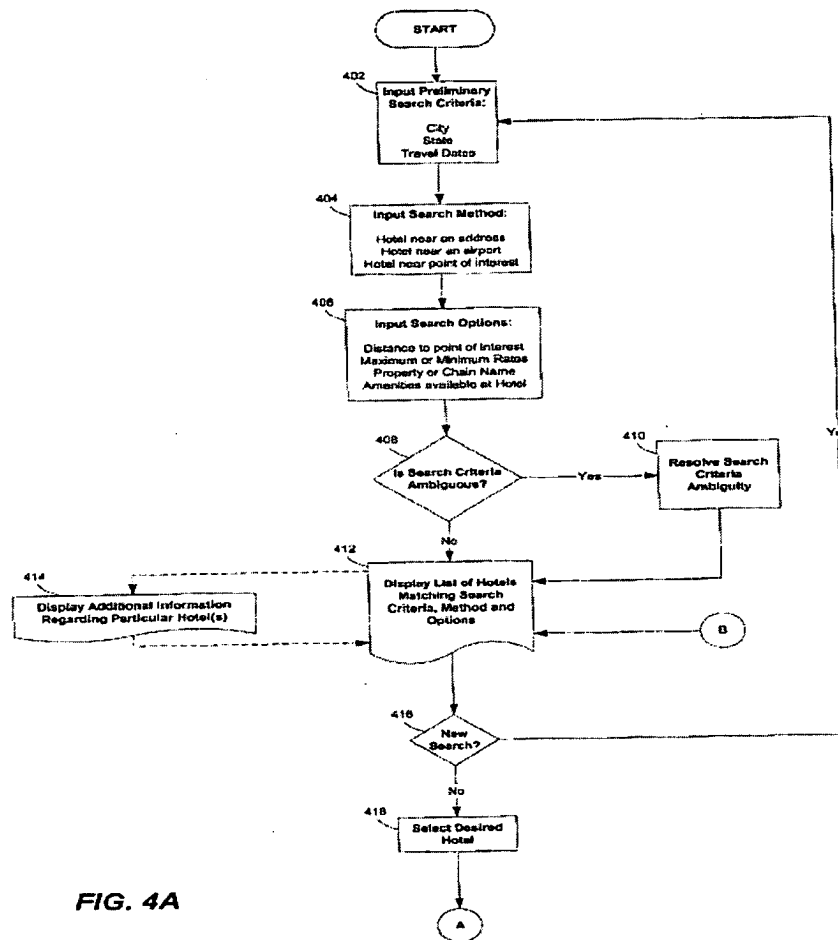 START
402
Input Preliminary
Search Criteria:
City
State
Travel Dates
404
Input Search Method:
Hotel near an address
Hotel near an airport
Hotel near point of interest
406
Input Search Options:
Distance to point of Interest
Maximum or Minimum Rates
Property or Chain Name
Amenities available at Hotel
408
Is Search Criteria
Ambiguous?
Yes
410
Resolve Search
Criteria
Ambiguity
No
412
Display List of Hotels
Matching Search
Criteria, Method and
Options
414
Display Additional Information
Regarding Particular Hotel(s)
B
416
New
Search?
No
418
Select Desired
Hotel
A
FIG. 4A